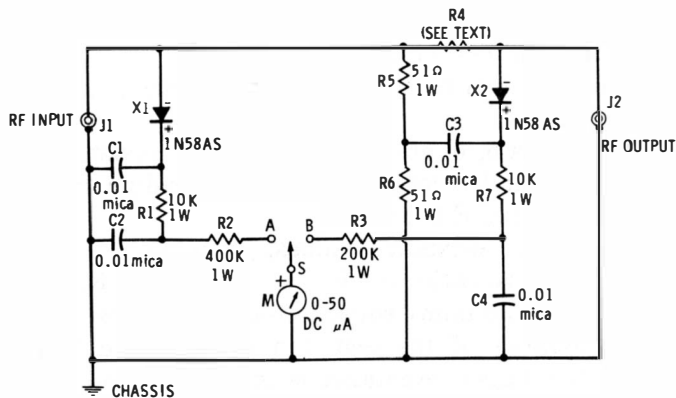 R4
(SEE TEXT)
R5
51Ω
1W
X2
1N58AS
X1
1N58AS
RF INPUT
J1
J2
RF OUTPUT
C1
0.01
mica
C3
0.01
mica
R1
10K
1W
R6
51Ω
1W
R7
10K
1W
C2
0.01mica
R2
400K
1W
A
B
R3
200K
1W
S
+
M
0-50
DC μA
C4
0.01
mica
CHASSIS